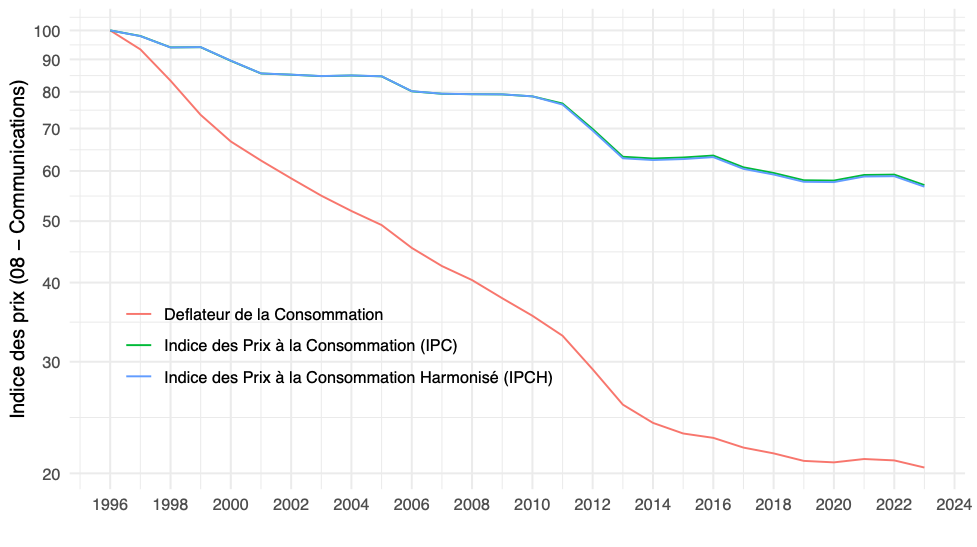 Indice des prix (08 – Communications)
100
90
80
70
60
50
40
30
20
Deflateur de la Consommation
Indice des Prix à la Consommation (IPC)
Indice des Prix à la Consommation Harmonisé (IPCH)
1996 1998 2000 2002 2004 2006 2008 2010 2012 2014 2016 2018 2020 2022 2024